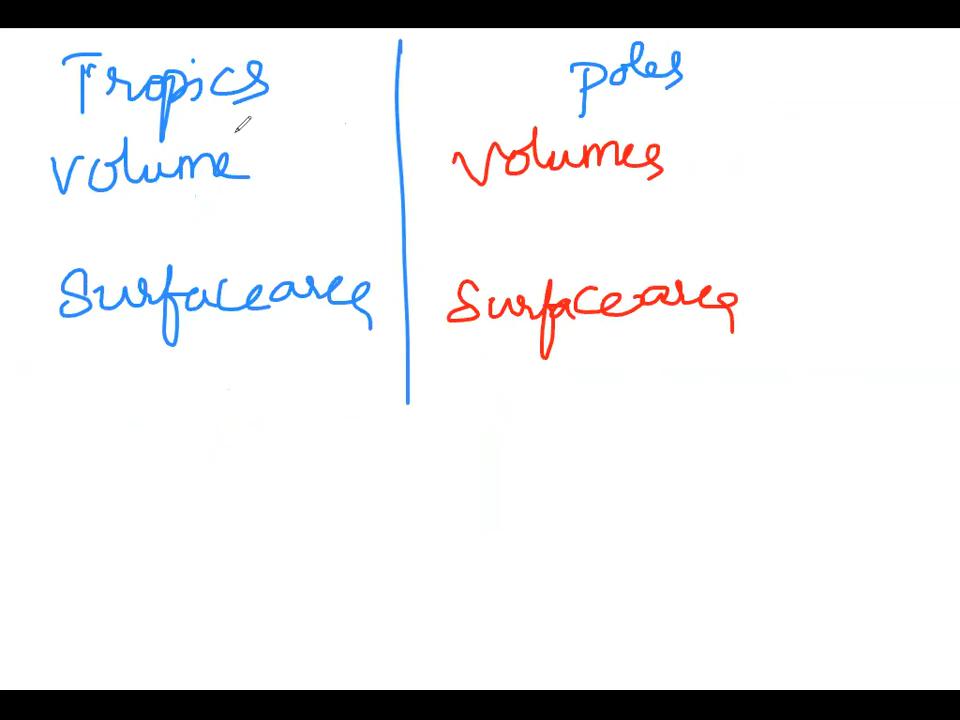 Tropics
poles
volume
volumes
Surfacearea
Surfacearea